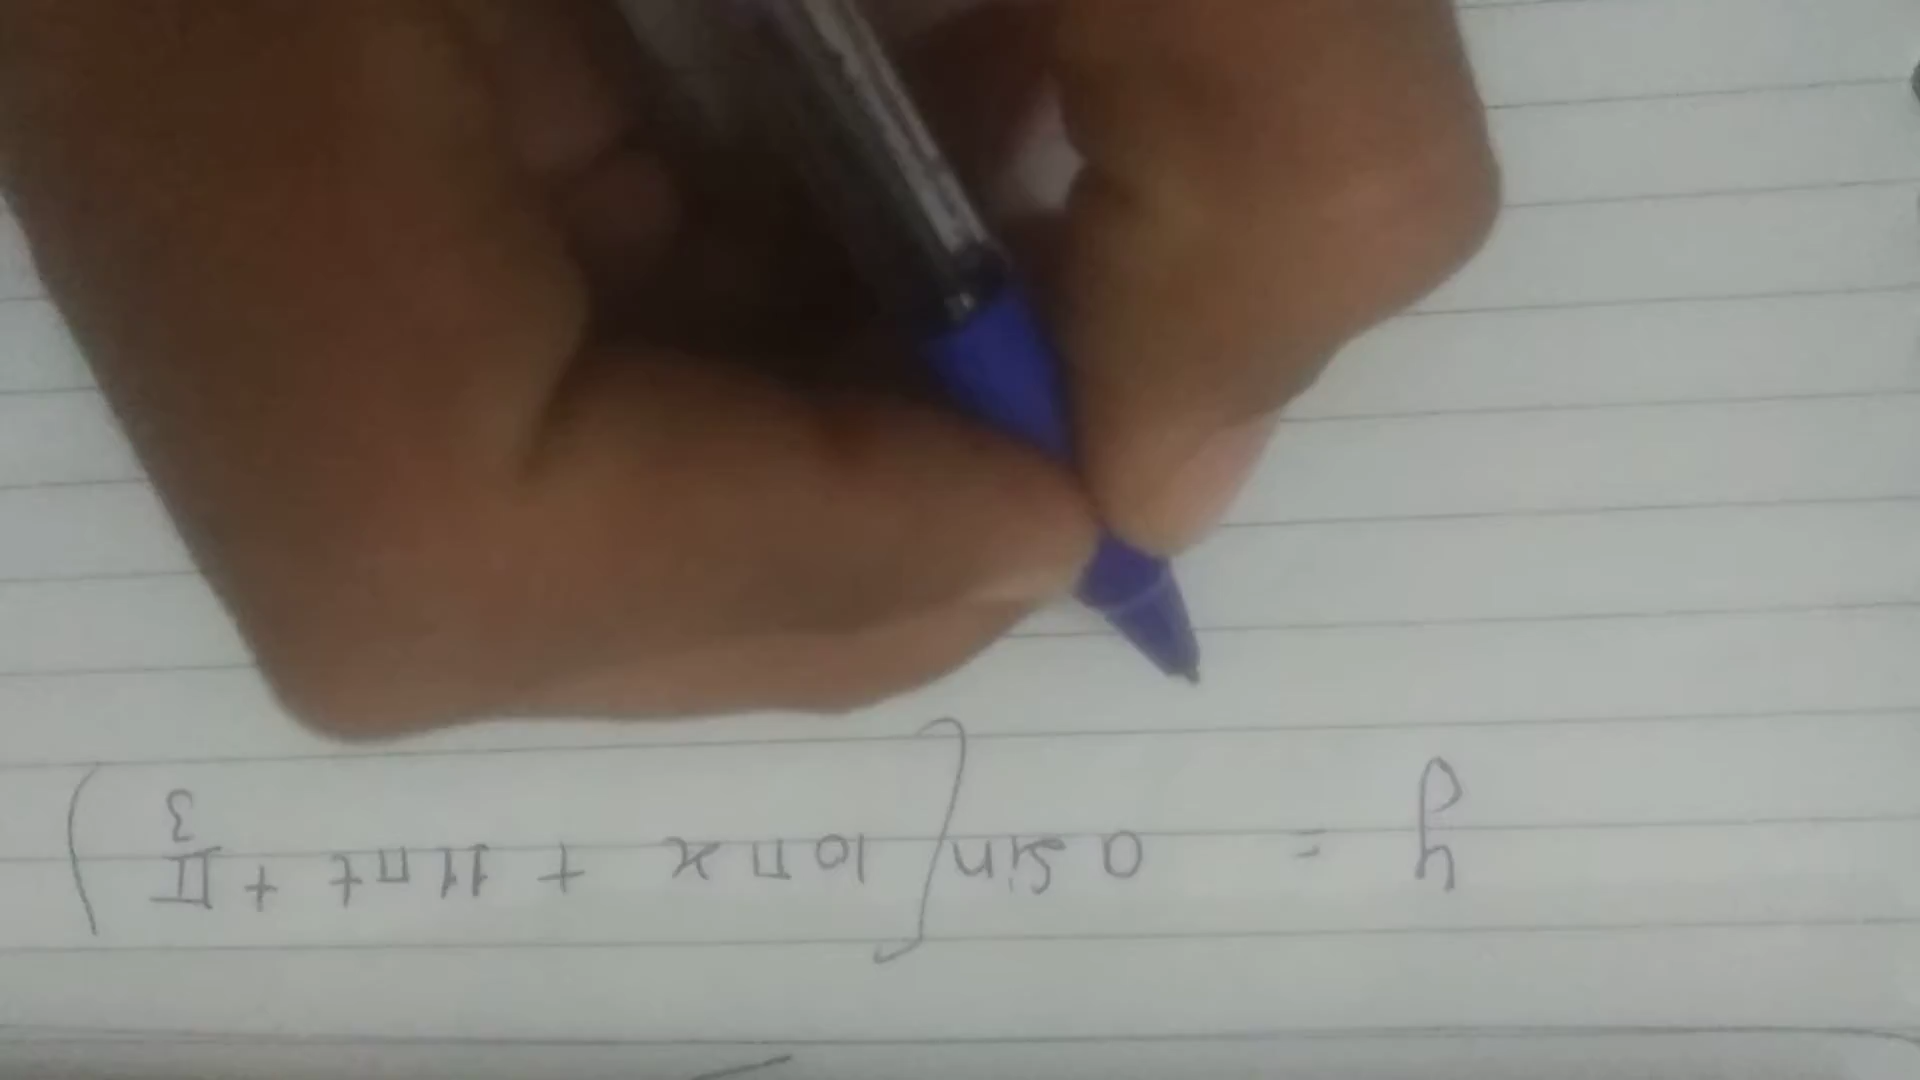 y = a sin (10πx + 11πt + π/3)